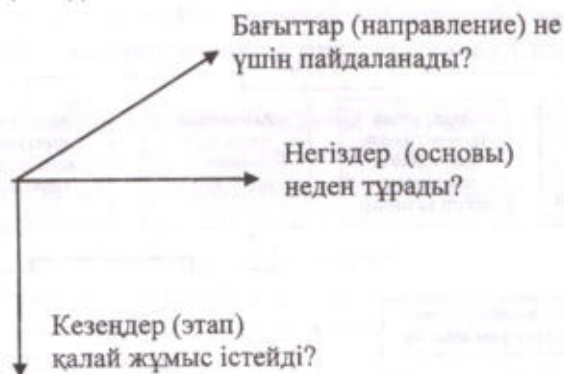 Бағыттар (направление) не
үшін пайдаланады?
Негіздер (основы)
неден тұрады?
Кезеңдер (этап)
қалай жұмыс істейді?